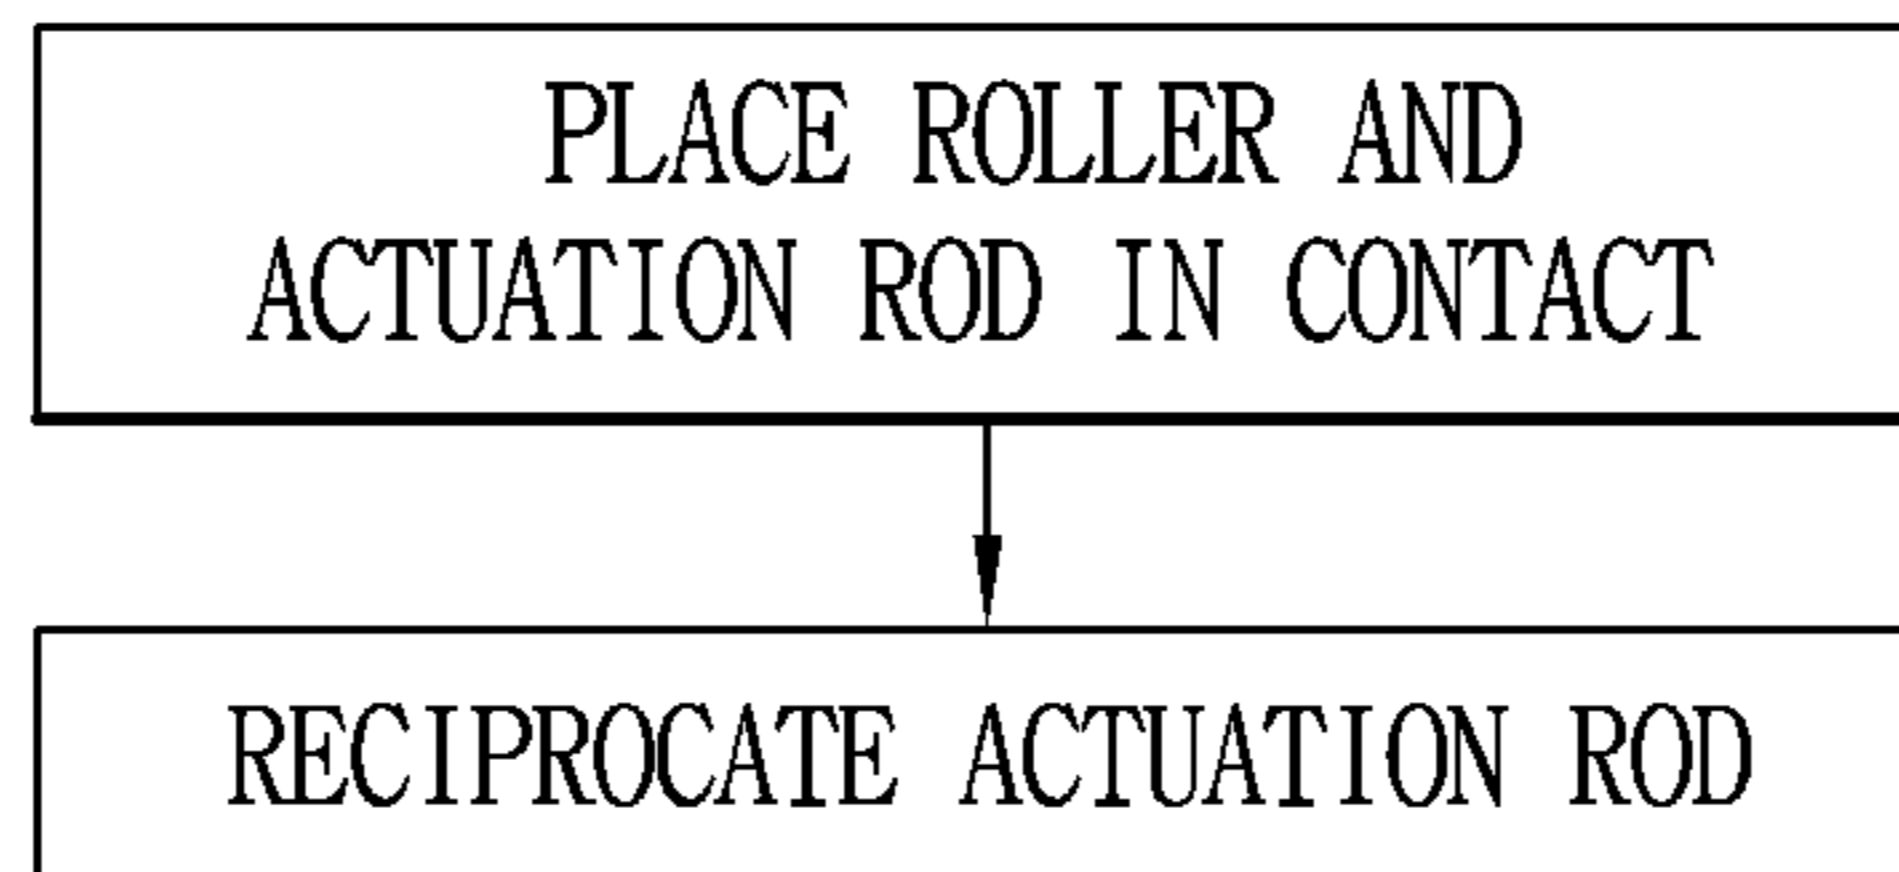 PLACE ROLLER AND
ACTUATION ROD IN CONTACT
RECIPROCATE ACTUATION ROD